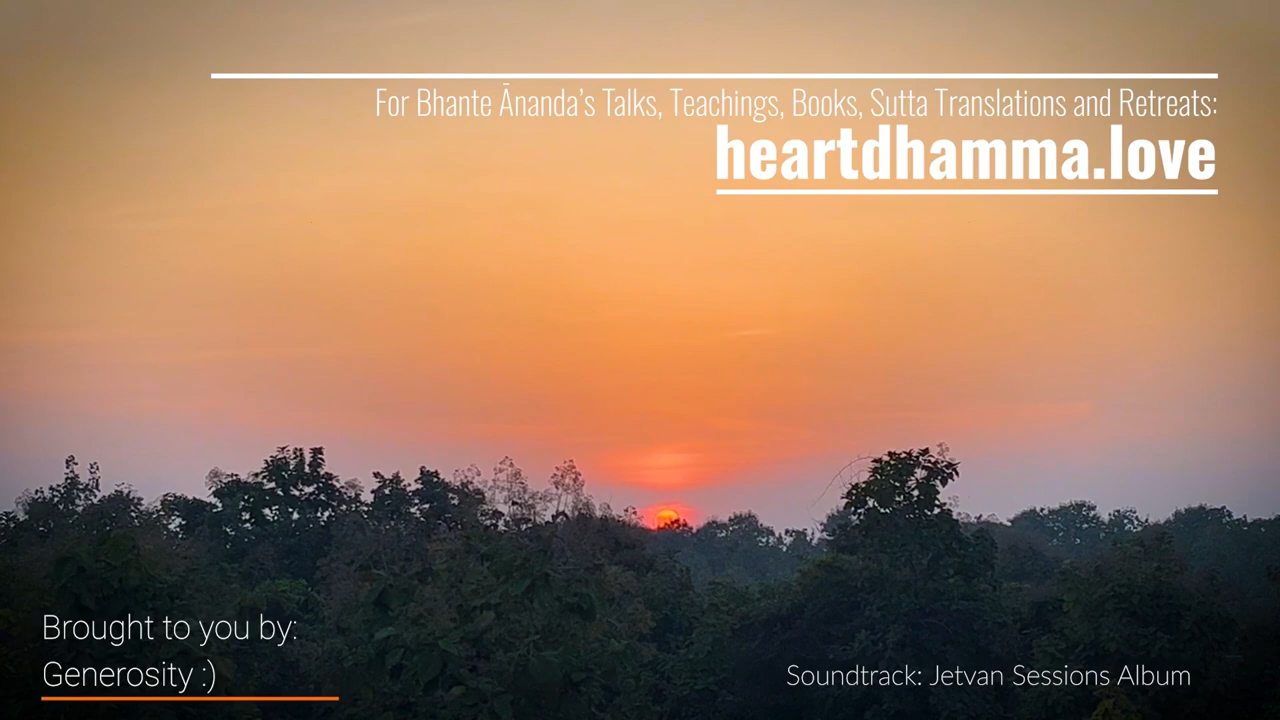 For Bhante Ānanda’s Talks, Teachings, Books, Sutta Translations and Retreats:
heartdhamma.love
Brought to you by:
Generosity :)
Soundtrack: Jetvan Sessions Album